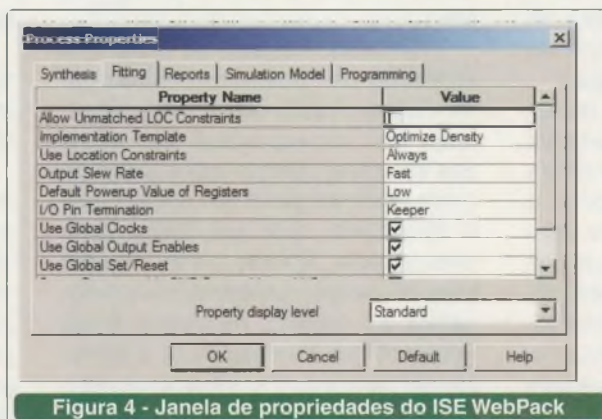 Process Properties
Synthesis Fitting Reports Simulation Model Programming
Property Name Value
Allow Unmatched LOC Constraints
Implementation Template Optimize Density
Use Location Constraints Always
Output Slew Rate Fast
Default Powerup Value of Registers Low
I/O Pin Termination Keeper
Use Global Clocks
Use Global Output Enables
Use Global Set/Reset
Property display level Standard
OK Cancel Default Help
Figura 4 - Janela de propriedades do ISE WebPack